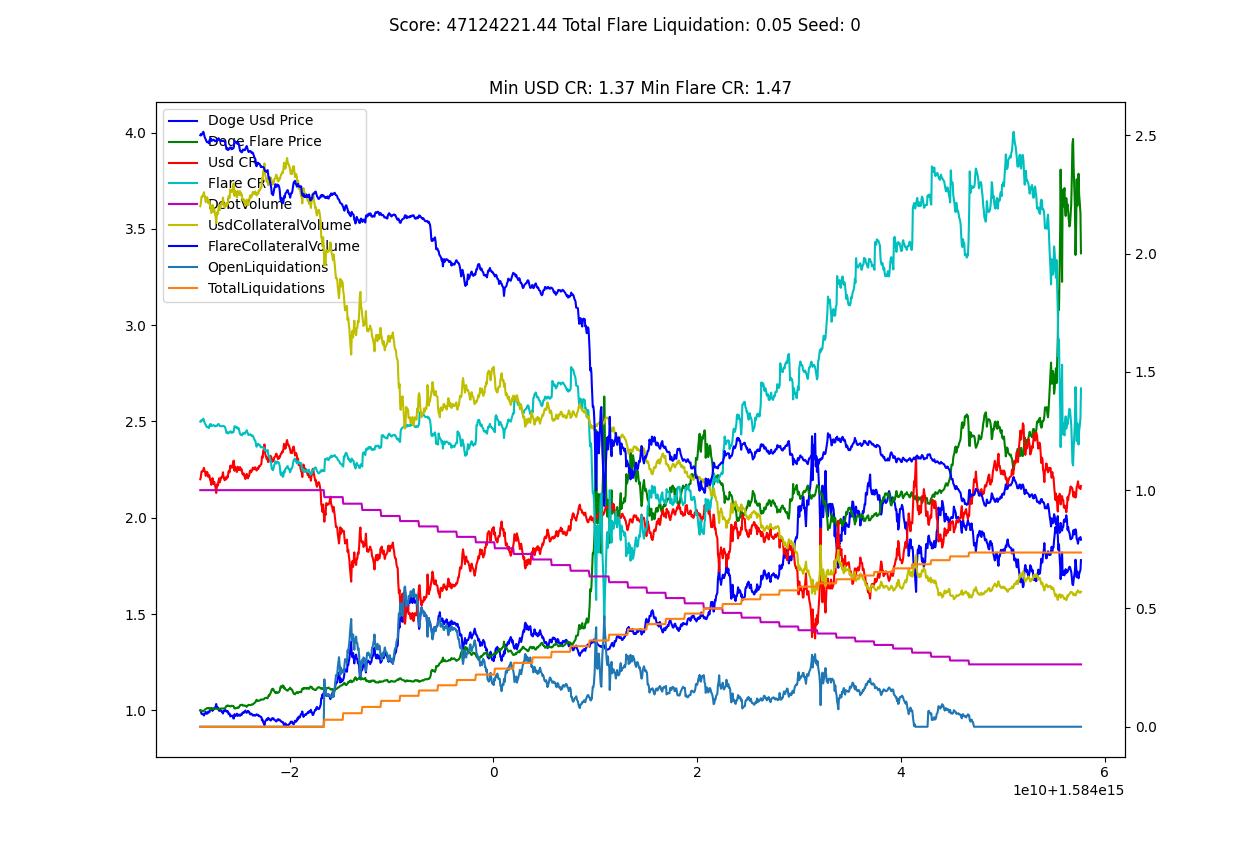 Score: 47124221.44 Total Flare Liquidation: 0.05 Seed: 0
Min USD CR: 1.37 Min Flare CR: 1.47
Doge Usd Price
Doge Flare Price
Usd CR
Flare CR
DebtVolume
UsdCollateralVolume
FlareCollateralVolume
OpenLiquidations
TotalLiquidations
4.0
3.5
3.0
2.5
2.0
1.5
1.0
2.5
2.0
1.5
1.0
0.5
0.0
−2
0
2
4
6
1e10+1.584e15